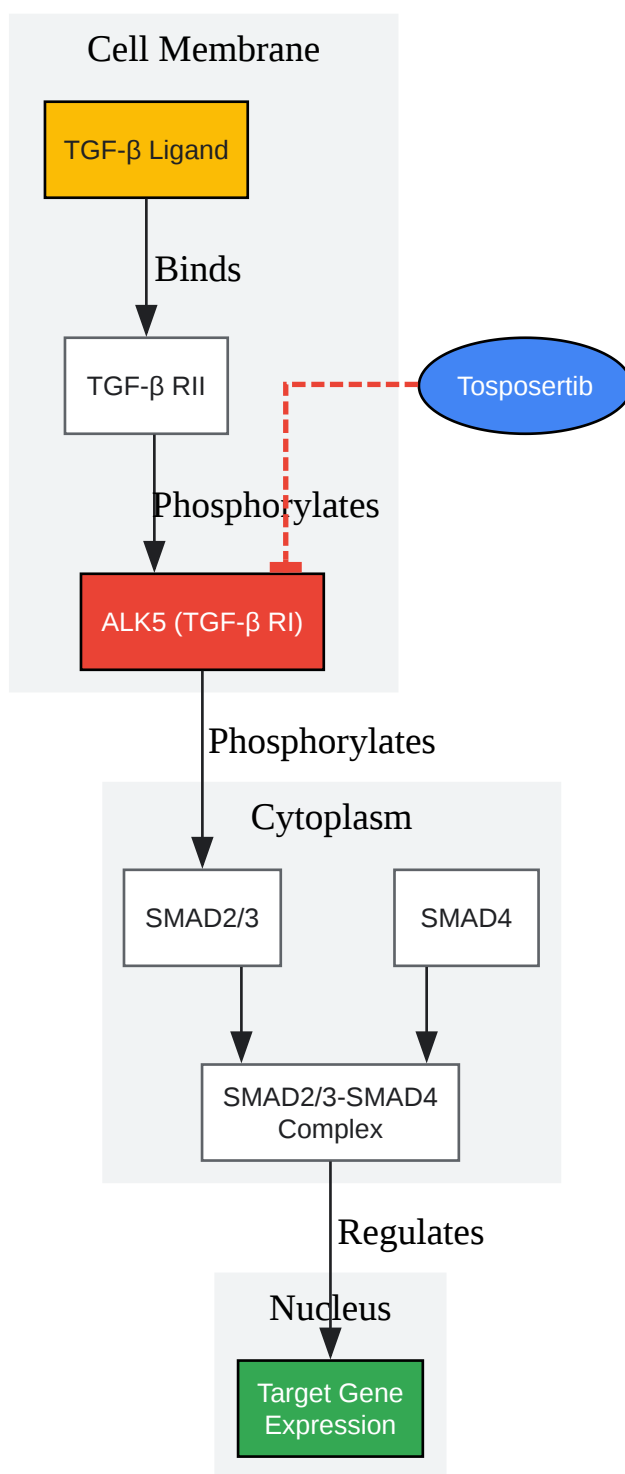 Cell Membrane
TGF-β Ligand
Binds
TGF-β RII
Tosposertib
Phosphorylates
ALK5 (TGF-β RI)
Phosphorylates
Cytoplasm
SMAD2/3
SMAD4
SMAD2/3-SMAD4
Complex
Regulates
Nucleus
Target Gene
Expression